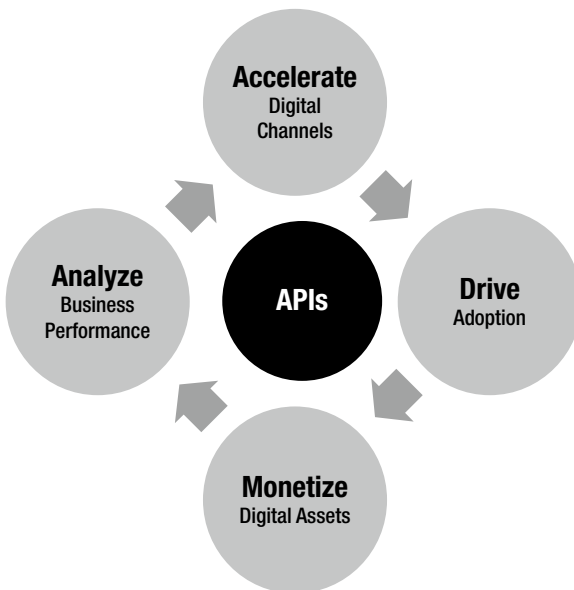 Accelerate
Digital
Channels
Analyze
Business
Performance
APIs
Drive
Adoption
Monetize
Digital Assets